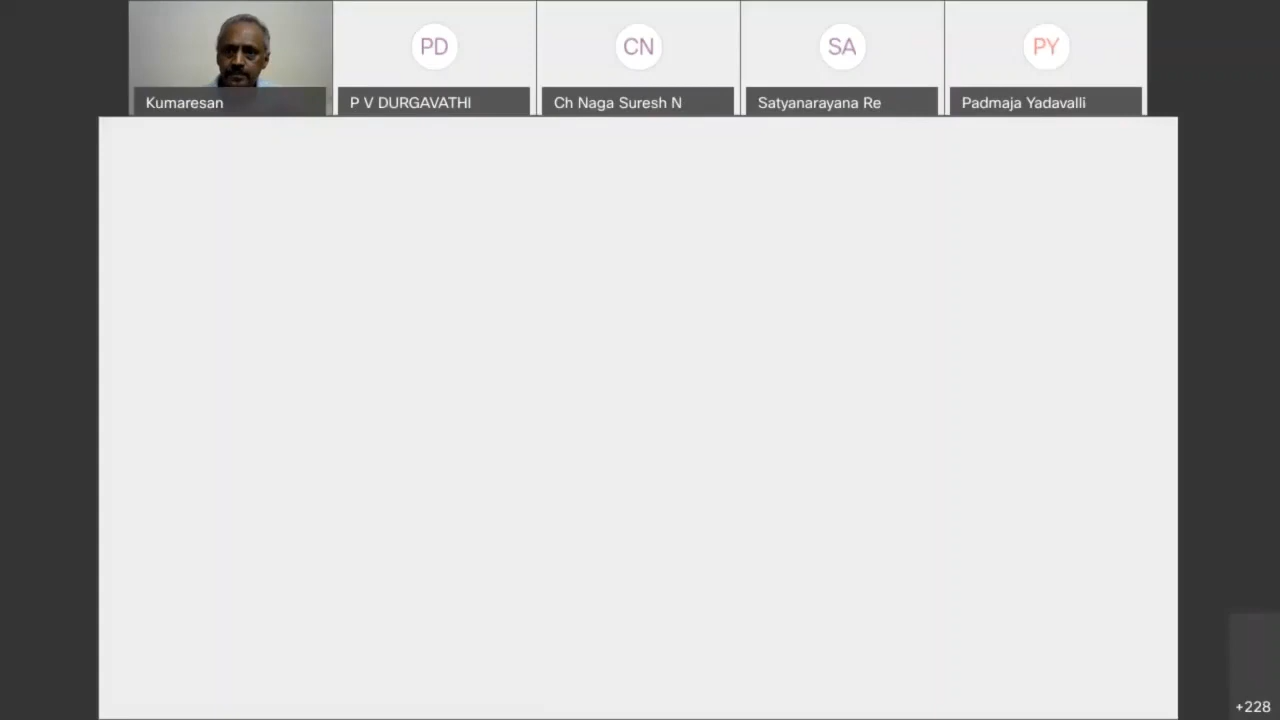 PD
CN
SA
PY
Kumaresan
P V DURGAVATHI
Ch Naga Suresh N
Satyanarayana Re
Padmaja Yadavalli
+228